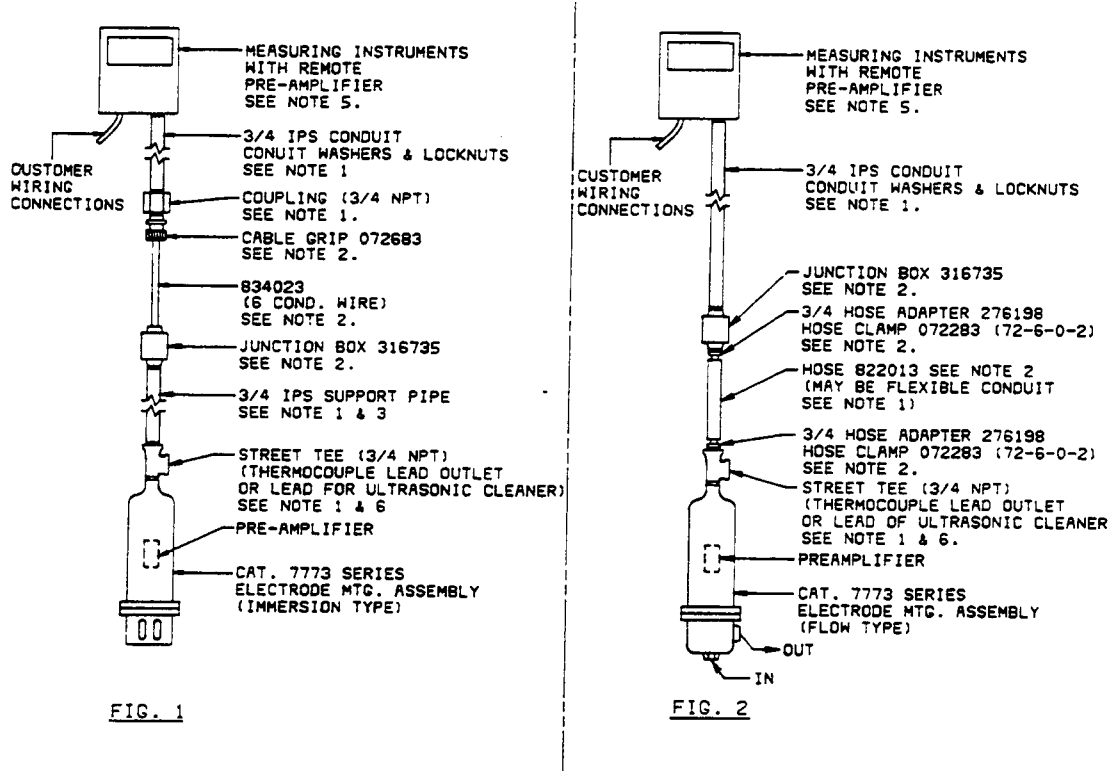 MEASURING INSTRUMENTS
WITH REMOTE
PRE-AMPLIFIER
SEE NOTE 5.
3/4 IPS CONDUIT
CONUIT WASHERS & LOCKNUTS
SEE NOTE 1
CUSTOMER
WIRING
CONNECTIONS
COUPLING (3/4 NPT)
SEE NOTE 1.
CABLE GRIP 072683
SEE NOTE 2.
834023
(6 COND. WIRE)
SEE NOTE 2.
JUNCTION BOX 316735
SEE NOTE 2.
3/4 IPS SUPPORT PIPE
SEE NOTE 1 & 3
STREET TEE (3/4 NPT)
(THERMOCOUPLE LEAD OUTLET
OR LEAD FOR ULTRASONIC CLEANER)
SEE NOTE 1 & 6
PRE-AMPLIFIER
CAT. 7773 SERIES
ELECTRODE MTG. ASSEMBLY
(IMMERSION TYPE)
FIG. 1
MEASURING INSTRUMENTS
WITH REMOTE
PRE-AMPLIFIER
SEE NOTE 5.
CUSTOMER
WIRING
CONNECTIONS
3/4 IPS CONDUIT
CONDUIT WASHERS & LOCKNUTS
SEE NOTE 1.
JUNCTION BOX 316735
SEE NOTE 2.
3/4 HOSE ADAPTER 276198
HOSE CLAMP 072283 (72-6-0-2)
SEE NOTE 2.
HOSE 822013 SEE NOTE 2
(MAY BE FLEXIBLE CONDUIT
SEE NOTE 1)
3/4 HOSE ADAPTER 276198
HOSE CLAMP 072283 (72-6-0-2)
SEE NOTE 2.
STREET TEE (3/4 NPT)
(THERMOCOUPLE LEAD OUTLET
OR LEAD OF ULTRASONIC CLEANER
SEE NOTE 1 & 6.
PREAMPLIFIER
CAT. 7773 SERIES
ELECTRODE MTG. ASSEMBLY
(FLOW TYPE)
OUT
IN
FIG. 2